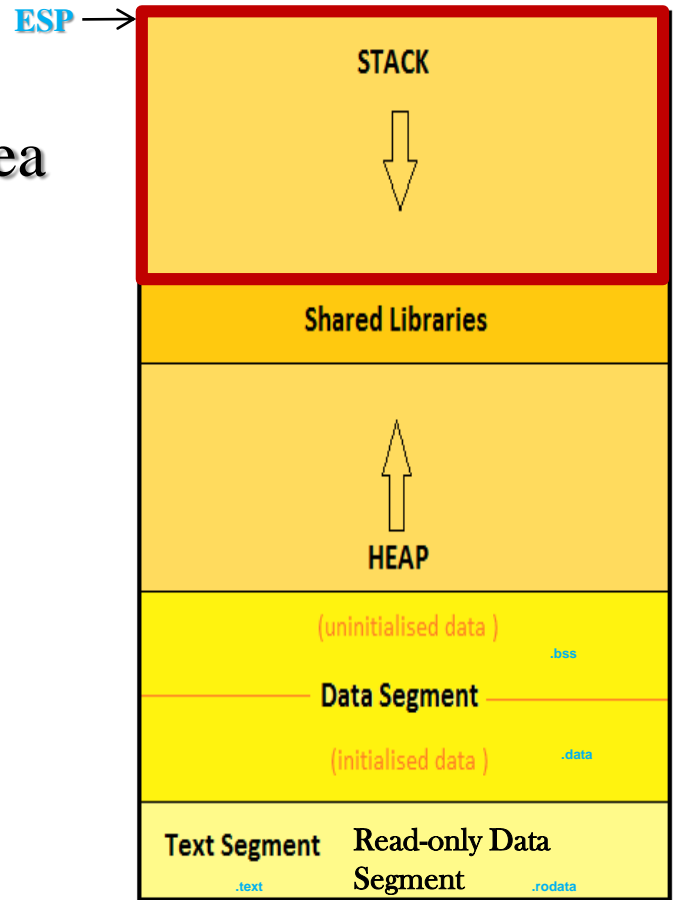 ESP
STACK
ea
Shared Libraries
HEAP
(uninitialised data )
.bss
Data Segment
(initialised data )
.data
Text Segment
Read-only Data
Segment
.text
.rodata